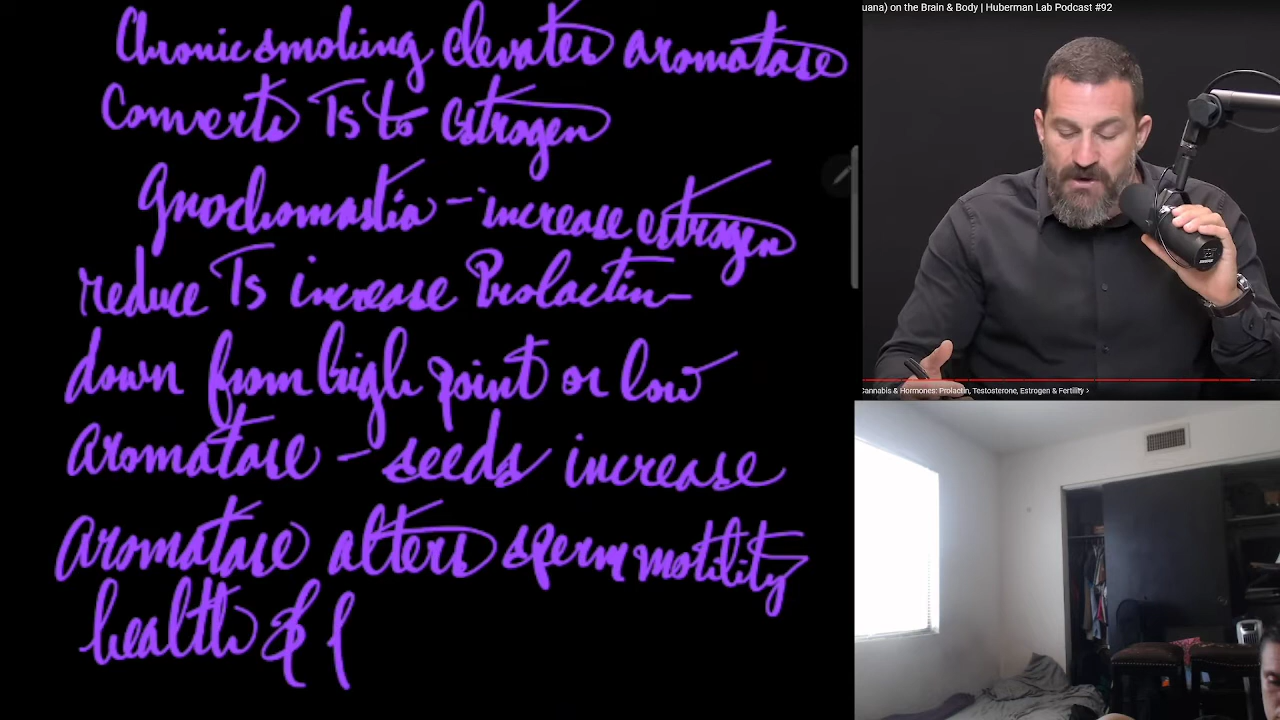 Chronic smoking elevates aromatase
Converts Ts to Estrogen
Gnochomastia - increase estrogen
reduce Ts increase Prolactin-
down from high point or low
Aromatase - seeds increase
Aromatase alters sperm motility
health of f
uana) on the Brain & Body | Huberman Lab Podcast #92
Cannabis & Hormones: Prolactin, Testosterone, Estrogen & Fertility >